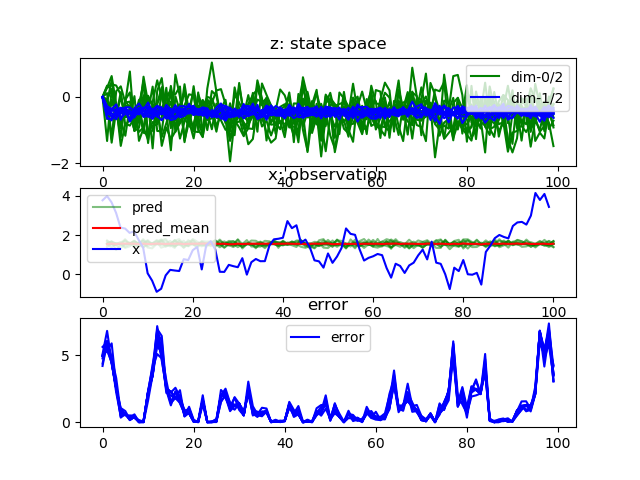 z: state space
0
−2
dim-0/2
dim-1/2
0 20 40 60 80 100
x: observation
4
2
0
pred
pred_mean
x
0 20 40 60 80 100
error
5
0
error
0 20 40 60 80 100